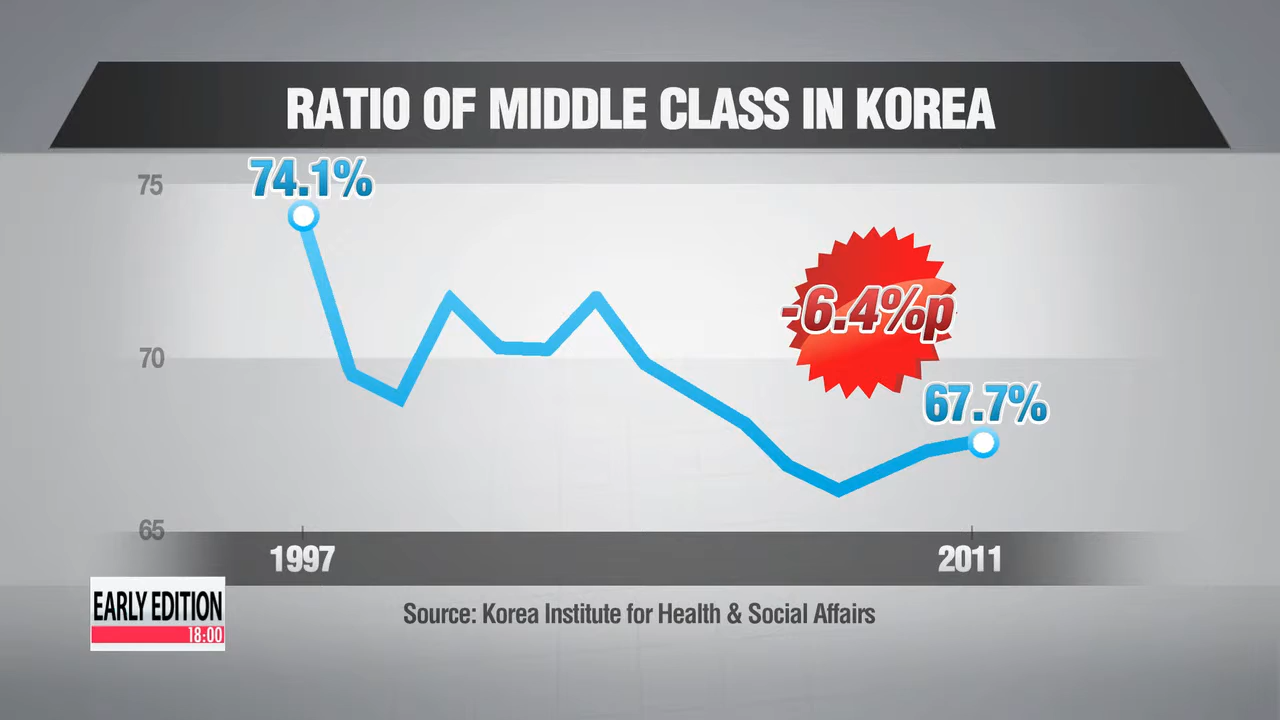 RATIO OF MIDDLE CLASS IN KOREA
75
74.1%
-6.4%p
70
67.7%
65
1997
2011
EARLY EDITION
18:00
Source: Korea Institute for Health & Social Affairs